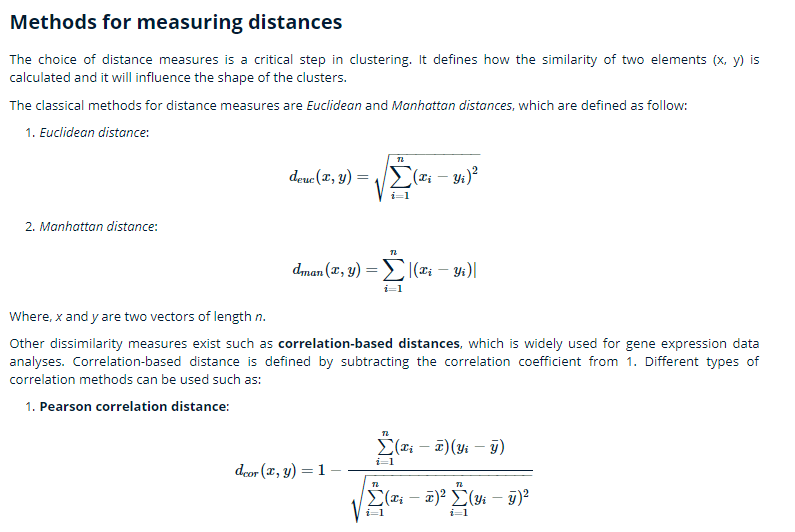 Methods for measuring distances
The choice of distance measures is a critical step in clustering. It defines how the similarity of two elements (x, y) is
calculated and it will influence the shape of the clusters.
The classical methods for distance measures are Euclidean and Manhattan distances, which are defined as follow:
1. Euclidean distance:
$$d_{euc}(x, y) = \sqrt{\sum_{i=1}^{n}(x_i - y_i)^2}$$
2. Manhattan distance:
$$d_{man}(x, y) = \sum_{i=1}^{n}|(x_i - y_i)|$$
Where, x and y are two vectors of length n.
Other dissimilarity measures exist such as correlation-based distances, which is widely used for gene expression data
analyses. Correlation-based distance is defined by subtracting the correlation coefficient from 1. Different types of
correlation methods can be used such as:
1. Pearson correlation distance:
$$d_{cor}(x, y) = 1 - \frac{\sum_{i=1}^{n}(x_i - \bar{x})(y_i - \bar{y})}{\sqrt{\sum_{i=1}^{n}(x_i - \bar{x})^2 \sum_{i=1}^{n}(y_i - \bar{y})^2}}$$